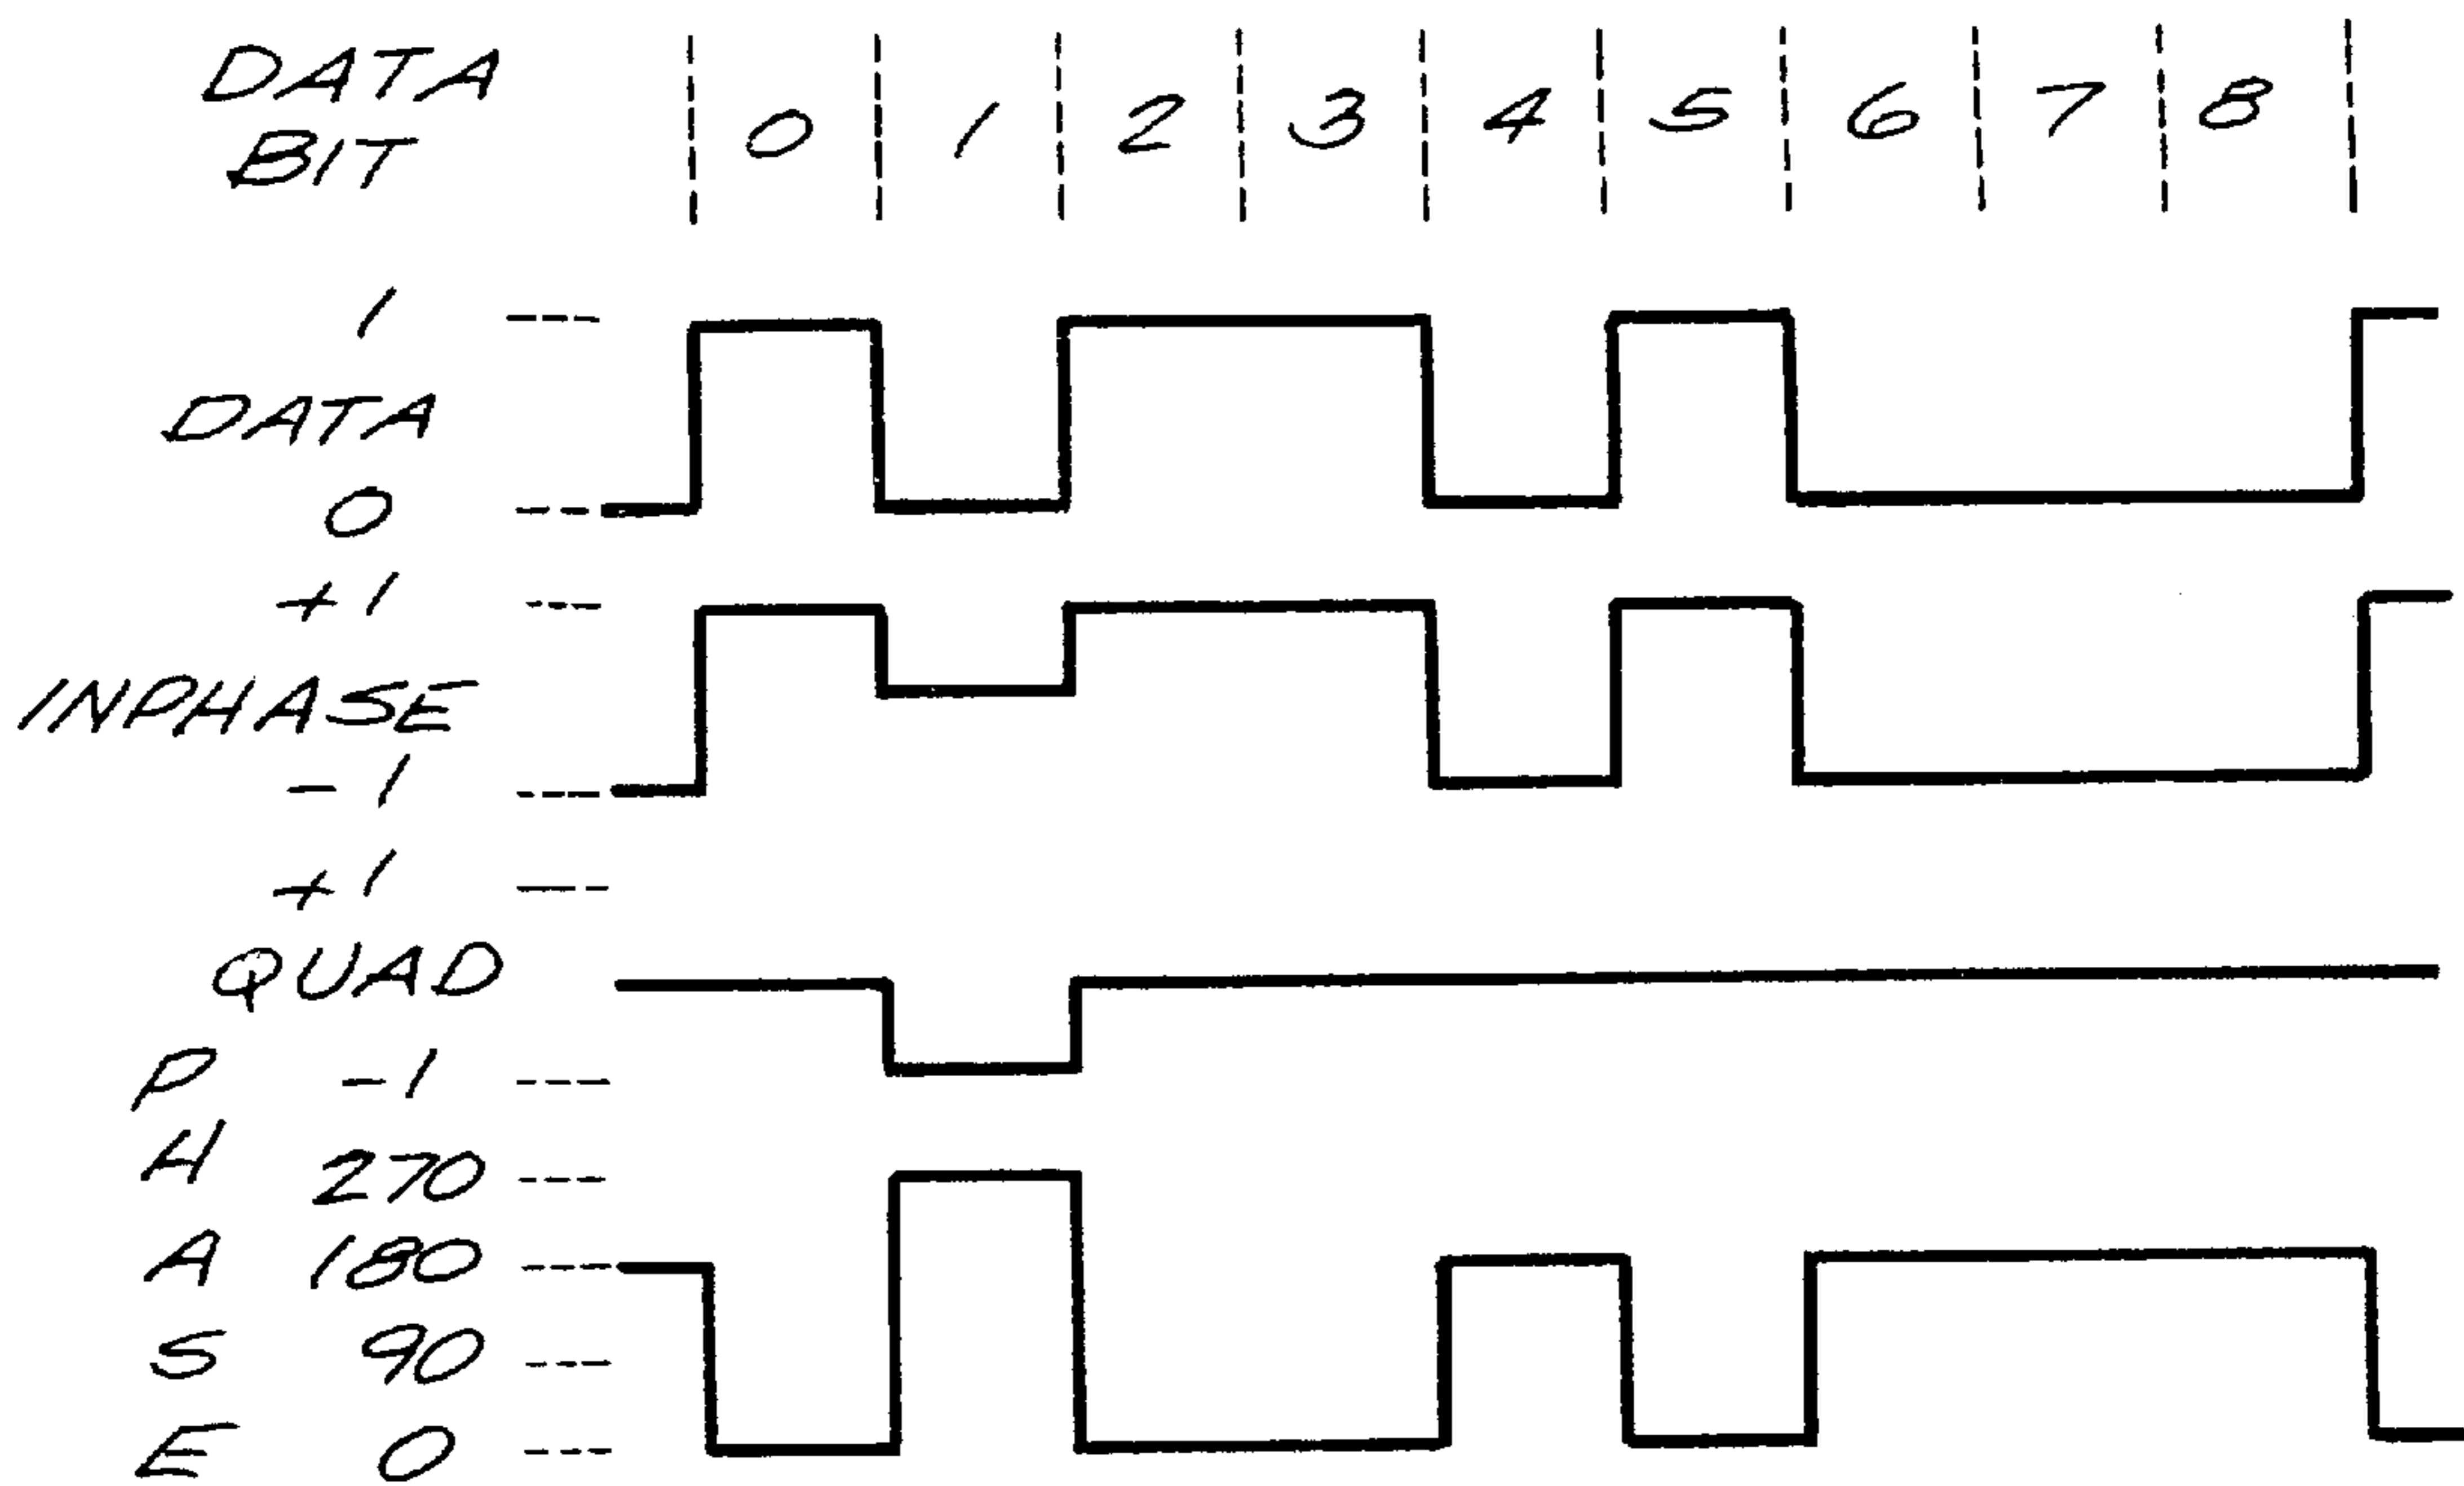 DATA
BIT
0 1 2 3 4 5 6 7 8
1
DATA
0
+1
INPHASE
-1
+1
QUAD
-1
PHASE
270
180
90
0